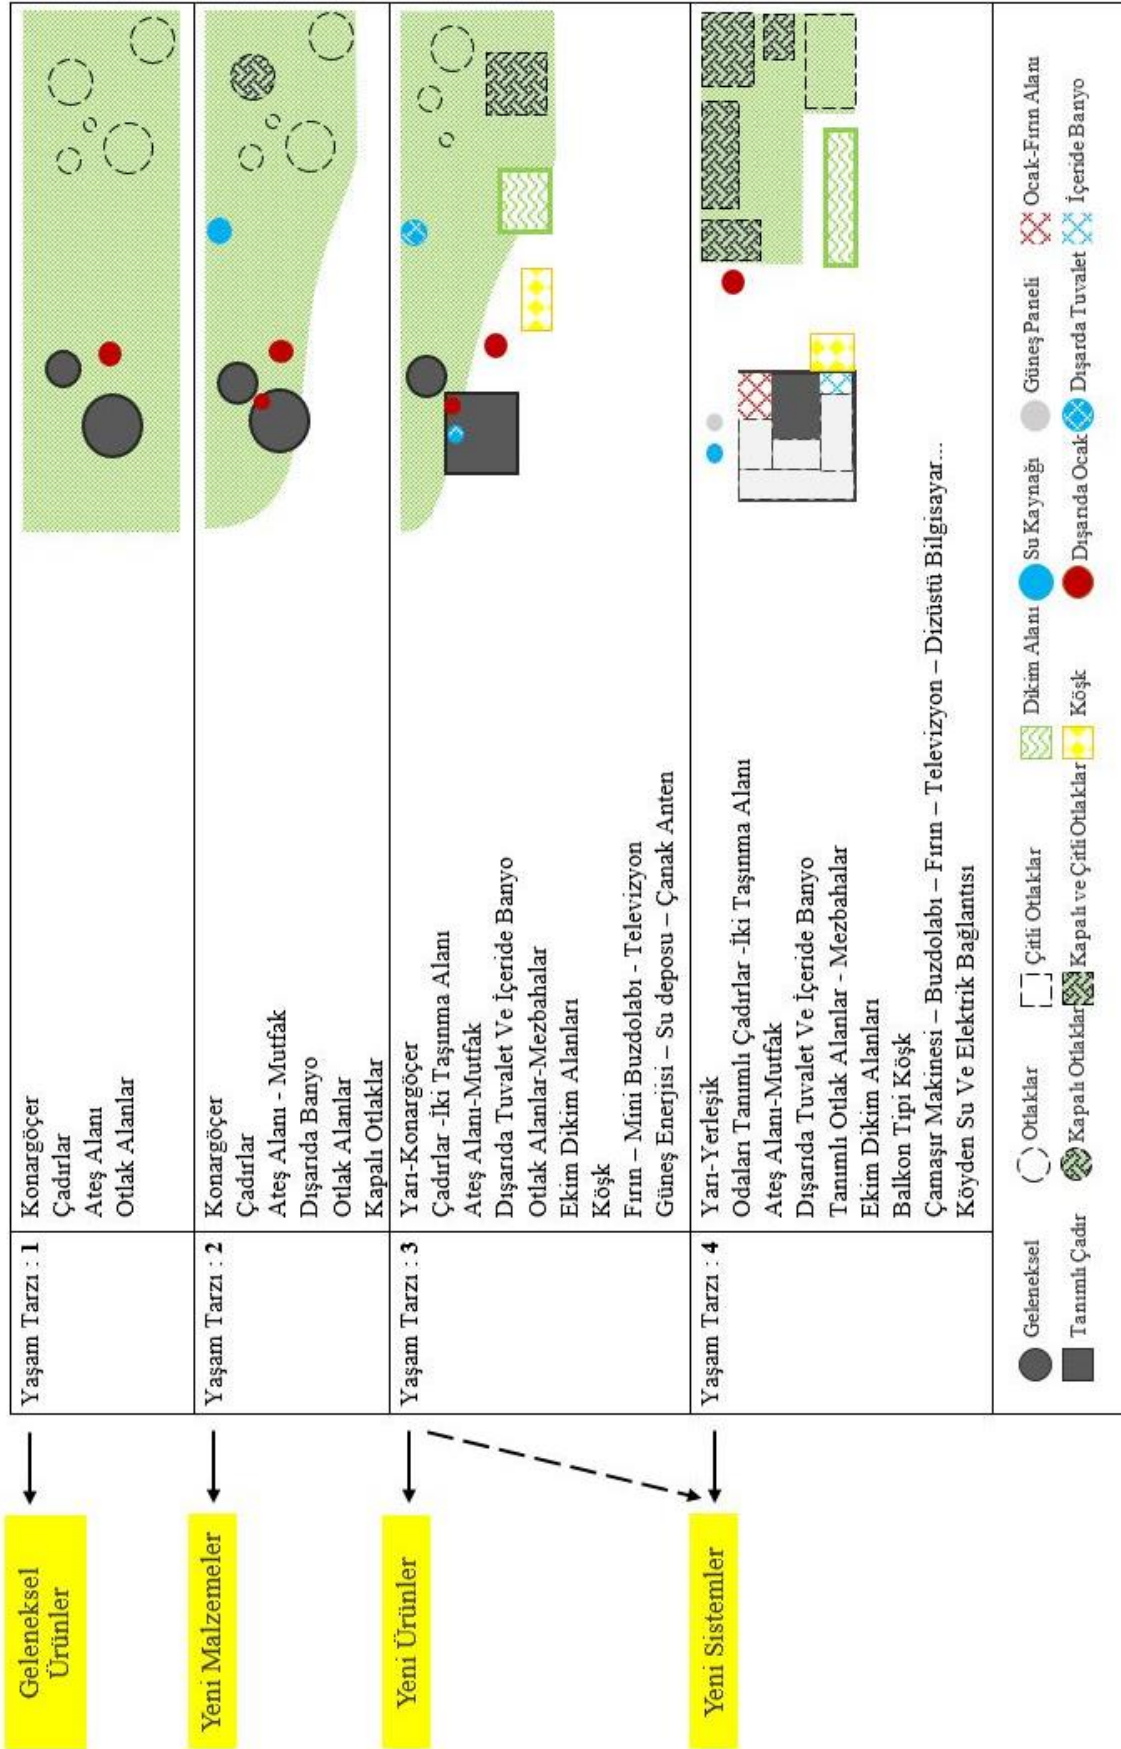 Geleneksel
Ürünler
Yaşam Tarzı : 1
Konargöçer
Çadırlar
Ateş Alanı
Otlak Alanlar
Yeni Malzemeler
Yaşam Tarzı : 2
Konargöçer
Çadırlar
Ateş Alanı - Mutfak
Dışarıda Banyo
Otlak Alanlar
Kapalı Otlaklar
Yeni Ürünler
Yaşam Tarzı : 3
Yarı-Konargöçer
Çadırlar -İki Taşınma Alanı
Ateş Alanı-Mutfak
Dışarıda Tuvalet Ve İçeride Banyo
Otlak Alanlar-Mezbahalar
Ekim Dikim Alanları
Köşk
Fırın – Mini Buzdolabı - Televizyon
Güneş Enerjisi – Su deposu – Çanak Anten
Yeni Sistemler
Yaşam Tarzı : 4
Yarı-Yerleşik
Odaları Tanımlı Çadırlar -İki Taşınma Alanı
Ateş Alanı-Mutfak
Dışarıda Tuvalet Ve İçeride Banyo
Tanımlı Otlak Alanlar - Mezbahalar
Ekim Dikim Alanları
Balkon Tipi Köşk
Çamaşır Makinesi – Buzdolabı – Fırın – Televizyon – Dizüstü Bilgisayar...
Köyden Su Ve Elektrik Bağlantısı
Geleneksel Otlaklar Çitli Otlaklar Dikim Alanı Su Kaynağı Güneş Paneli Ocak-Fırın Alanı
Tanımlı Çadır Kapalı Otlaklar Kapalı ve Çitli Otlaklar Köşk Dışarıda Ocak Dışarda Tuvalet İçeride Banyo